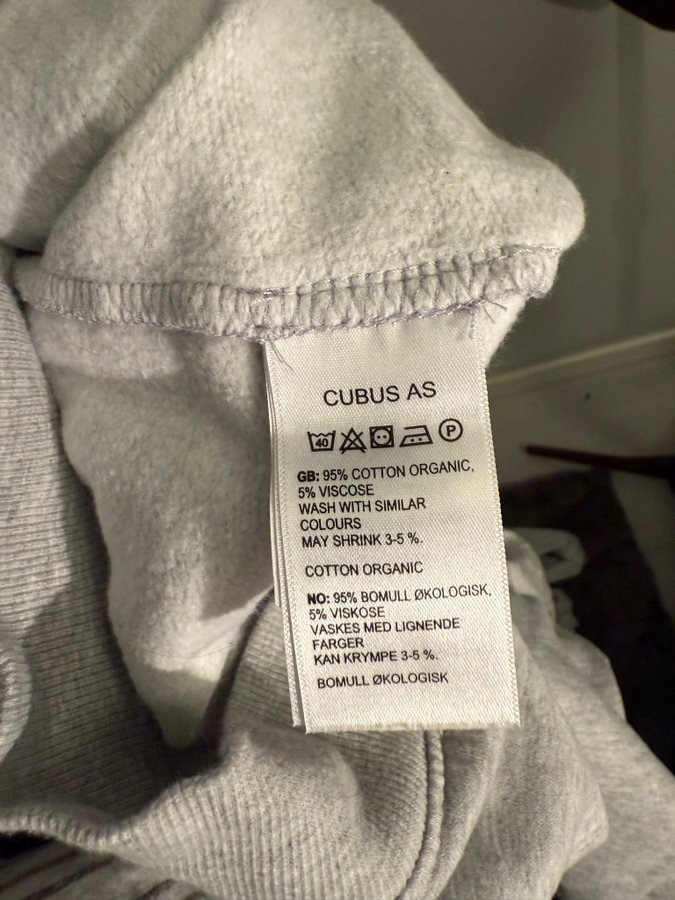 CUBUS AS
40 P
GB: 95% COTTON ORGANIC,
5% VISCOSE
WASH WITH SIMILAR
COLOURS
MAY SHRINK 3-5 %.
COTTON ORGANIC
NO: 95% BOMULL ØKOLOGISK,
5% VISKOSE
VASKES MED LIGNENDE
FARGER
KAN KRYMPE 3-5 %.
BOMULL ØKOLOGISK